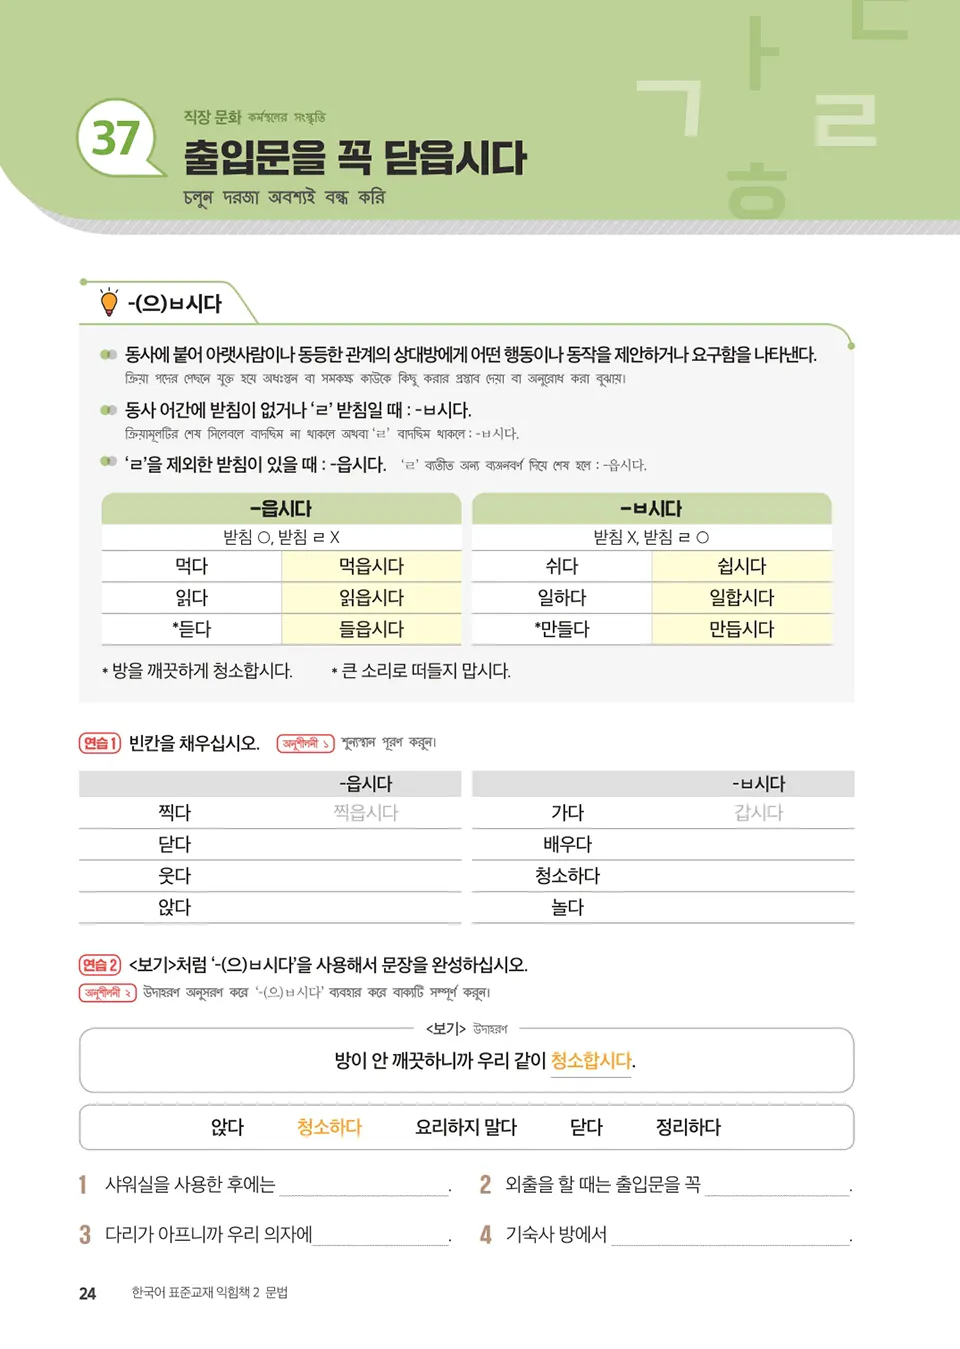 37
직장 문화 কর্মস্থলের সংস্কৃতি
출입문을 꼭 닫읍시다
চলুন দরজা অবশ্যই বন্ধ করি
ㄱ ㅏ ㄷ ㄹ ㅎ
-(으)ㅂ시다
동사에 붙어 아랫사람이나 동등한 관계의 상대방에게 어떤 행동이나 동작을 제안하거나 요구함을 나타낸다.
ক্রিয়া পদের পেছনে যুক্ত হয়ে অধঃস্তন বা সমকক্ষ কাউকে কিছু করার প্রস্তাব দেয়া বা অনুরোধ করা বুঝায়।
동사 어간에 받침이 없거나 ‘ㄹ’ 받침일 때 : -ㅂ시다.
ক্রিয়ামূলটির শেষ সিলেবলে বাদছিম না থাকলে অথবা ‘ㄹ’ বাদছিম থাকলে : -ㅂ시다.
‘ㄹ’을 제외한 받침이 있을 때 : -읍시다. ‘ㄹ’ ব্যতীত অন্য ব্যঞ্জনবর্ণ দিয়ে শেষ হলে : -읍시다.
-읍시다 -ㅂ시다
받침 O, 받침 ㄹ X 받침 X, 받침 ㄹ O
먹다 먹읍시다 쉬다 쉽시다
읽다 읽읍시다 일하다 일합시다
*듣다 들읍시다 *만들다 만듭시다
* 방을 깨끗하게 청소합시다. * 큰 소리로 떠들지 맙시다.
연습 1 빈칸을 채우십시오. অনুশীলনী ১ শূন্যস্থান পূরণ করুন।
-읍시다 -ㅂ시다
찍다 찍읍시다 가다 갑시다
닫다 배우다
웃다 청소하다
앉다 놀다
연습 2 <보기>처럼 ‘-(으)ㅂ시다’을 사용해서 문장을 완성하십시오.
অনুশীলনী ২ উদাহরণ অনুসরণ করে ‘-(으)ㅂ시다’ ব্যবহার করে বাক্যটি সম্পূর্ণ করুন।
<보기> উদাহরণ
방이 안 깨끗하니까 우리 같이 청소합시다.
앉다 청소하다 요리하지 말다 닫다 정리하다
1 샤워실을 사용한 후에는 . 2 외출을 할 때는 출입문을 꼭 .
3 다리가 아프니까 우리 의자에 . 4 기숙사 방에서 .
24 한국어 표준교재 익힘책 2 문법